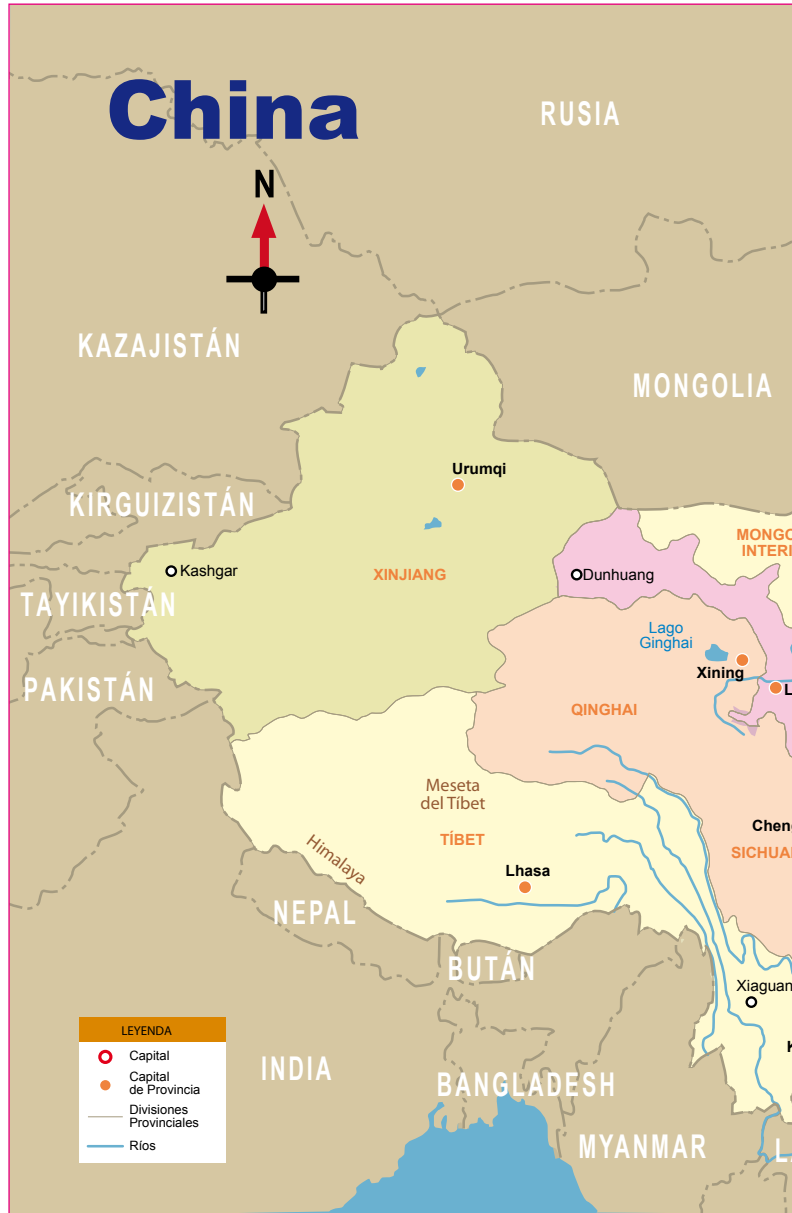 China
N
RUSIA
KAZAJISTÁN
MONGOLIA
Urumqi
KIRGUIZISTÁN
Kashgar
XINJIANG
Dunhuang
TAYIKISTÁN
Lago
Ginghai
Xining
PAKISTÁN
QINGHAI
Meseta
del Tíbet
TÍBET
Himalaya
Lhasa
NEPAL
BUTÁN
Xiaguan
INDIA
BANGLADESH
MYANMAR
LEYENDA
Capital
Capital
de Provincia
Divisiones
Provinciales
Ríos